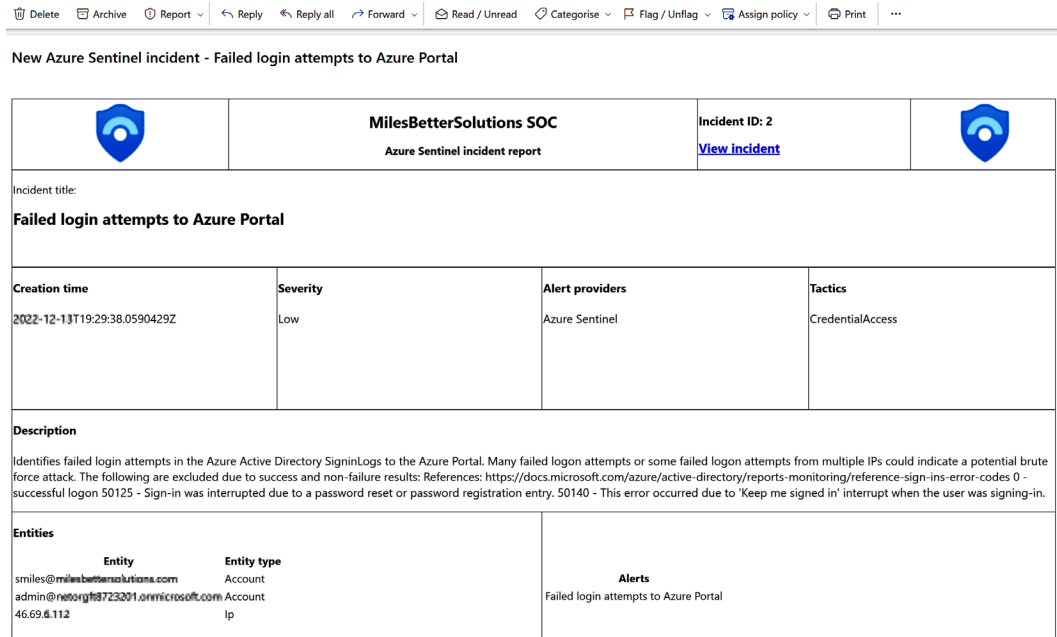 Delete Archive Report Reply Reply all Forward Read / Unread Categorise Flag / Unflag Assign policy Print ...
New Azure Sentinel incident - Failed login attempts to Azure Portal
MilesBetterSolutions SOC
Azure Sentinel incident report
Incident ID: 2
View incident
Incident title:
Failed login attempts to Azure Portal
Creation time Severity Alert providers Tactics
T19:29:38.0590429Z Low Azure Sentinel CredentialAccess
Description
Identifies failed login attempts in the Azure Active Directory SigninLogs to the Azure Portal. Many failed logon attempts or some failed logon attempts from multiple IPs could indicate a potential brute
force attack. The following are excluded due to success and non-failure results: References: https://docs.microsoft.com/azure/active-directory/reports-monitoring/reference-sign-ins-error-codes 0 -
successful logon 50125 - Sign-in was interrupted due to a password reset or password registration entry. 50140 - This error occurred due to 'Keep me signed in' interrupt when the user was signing-in.
Entities
Entity Entity type
smiles@ Account
admin@ Account
46.69. Ip
Alerts
Failed login attempts to Azure Portal